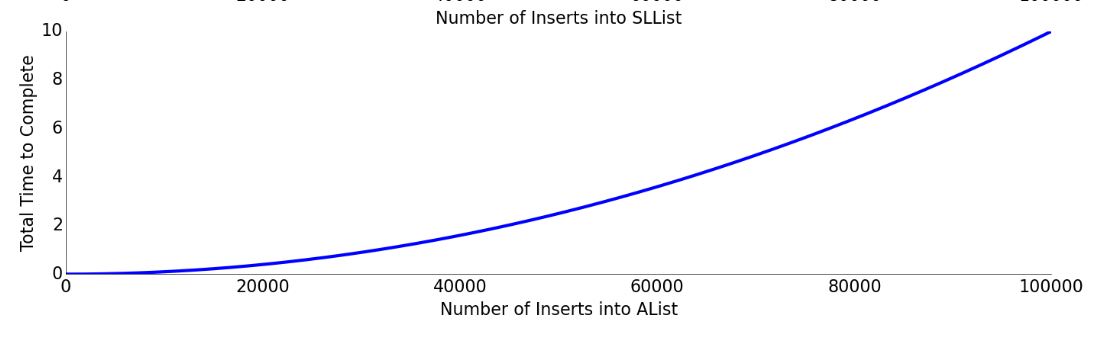 Number of Inserts into SLList
10
8
6
4
2
0
Total Time to Complete
0 20000 40000 60000 80000 100000
Number of Inserts into AList